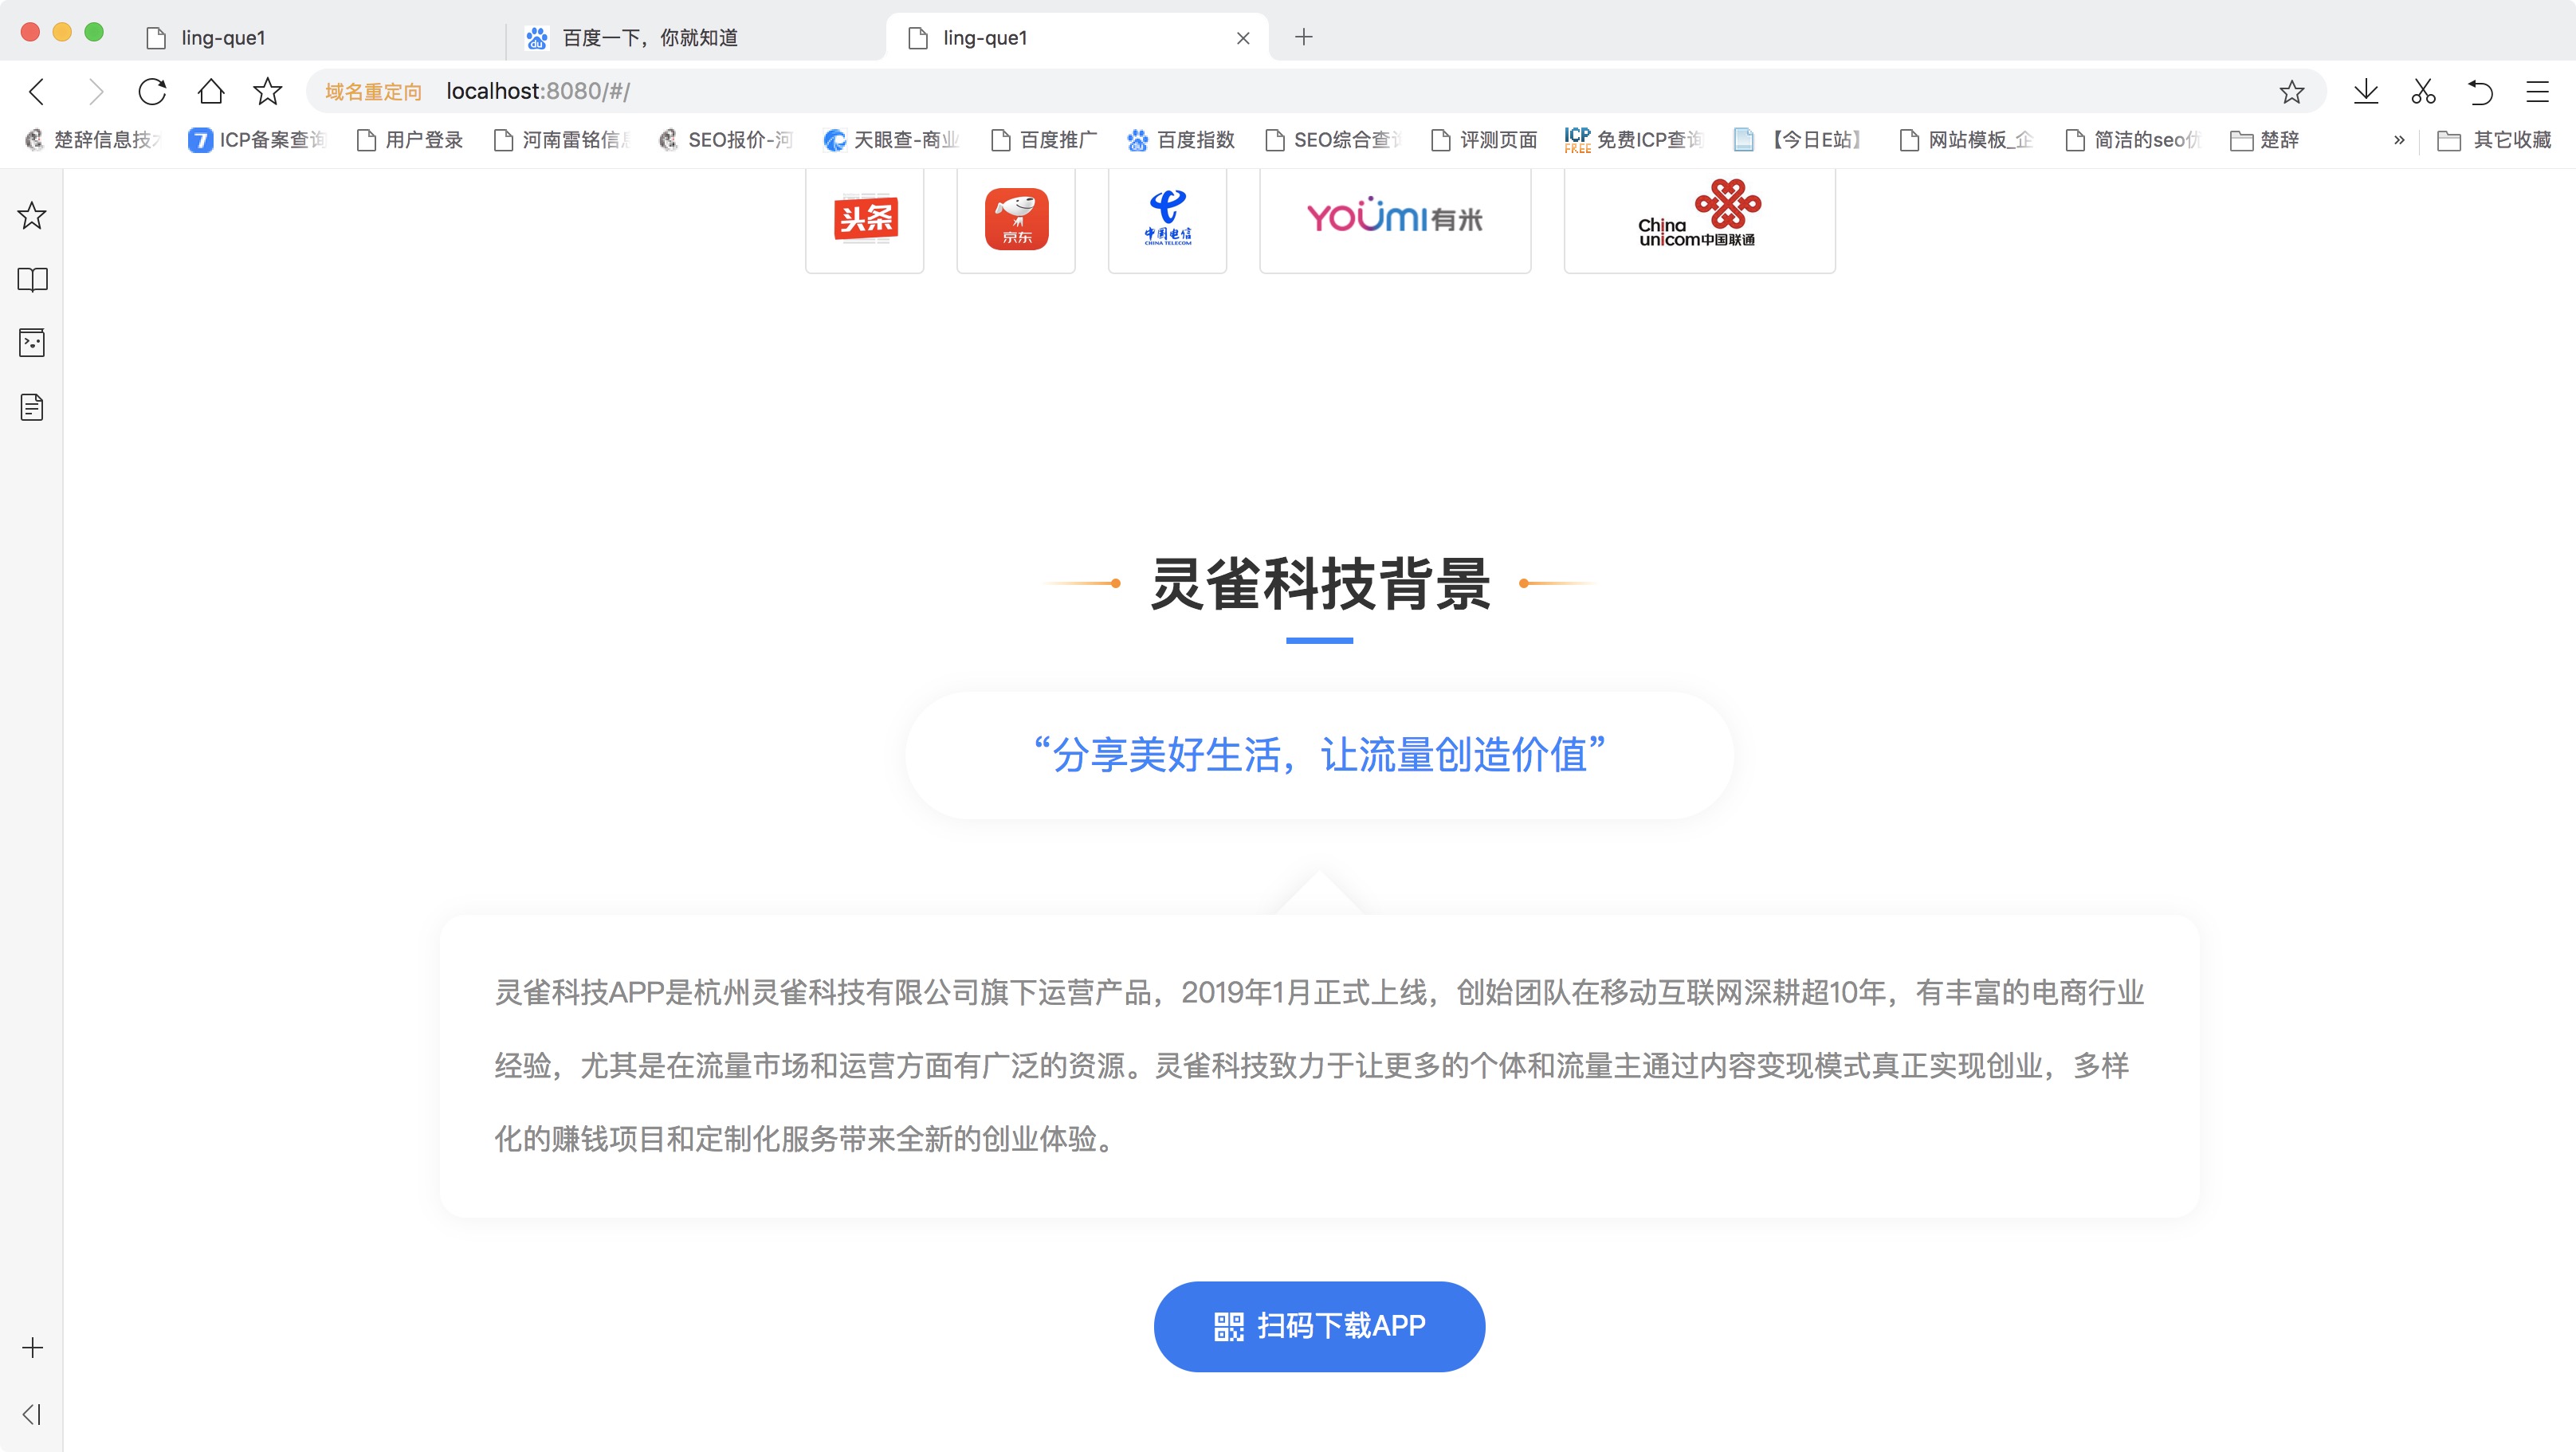 ling-que1
百度一下，你就知道
ling-que1
域名重定向 localhost:8080/#/
楚辞信息技 ICP备案查询 用户登录 河南雷铭信 SEO报价-河 天眼查-商业 百度推广 百度指数 SEO综合查 评测页面 ICP FREE 免费ICP查询 【今日E站】 网站模板_企 简洁的seo优 楚辞 » 其它收藏
头条
京东
中国电信
CHINA TELECOM
YOUMI有米
China
unicom中国联通
灵雀科技背景
“分享美好生活，让流量创造价值”
灵雀科技APP是杭州灵雀科技有限公司旗下运营产品，2019年1月正式上线，创始团队在移动互联网深耕超10年，有丰富的电商行业
经验，尤其是在流量市场和运营方面有广泛的资源。灵雀科技致力于让更多的个体和流量主通过内容变现模式真正实现创业，多样
化的赚钱项目和定制化服务带来全新的创业体验。
扫码下载APP